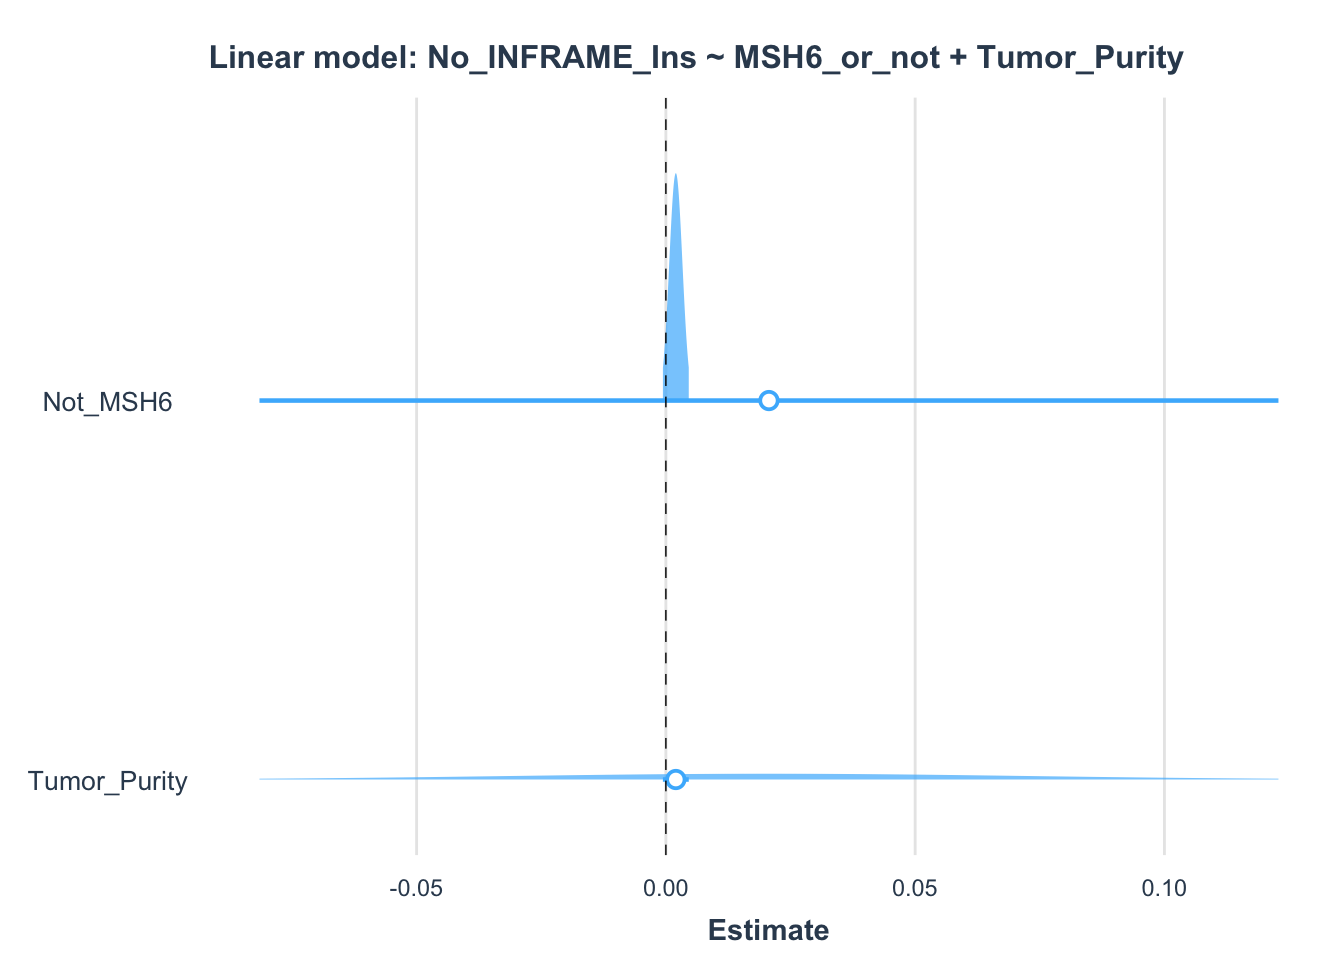 Linear model: No_INFRAME_Ins ~ MSH6_or_not + Tumor_Purity
Not_MSH6
Tumor_Purity
-0.05 0.00 0.05 0.10
Estimate